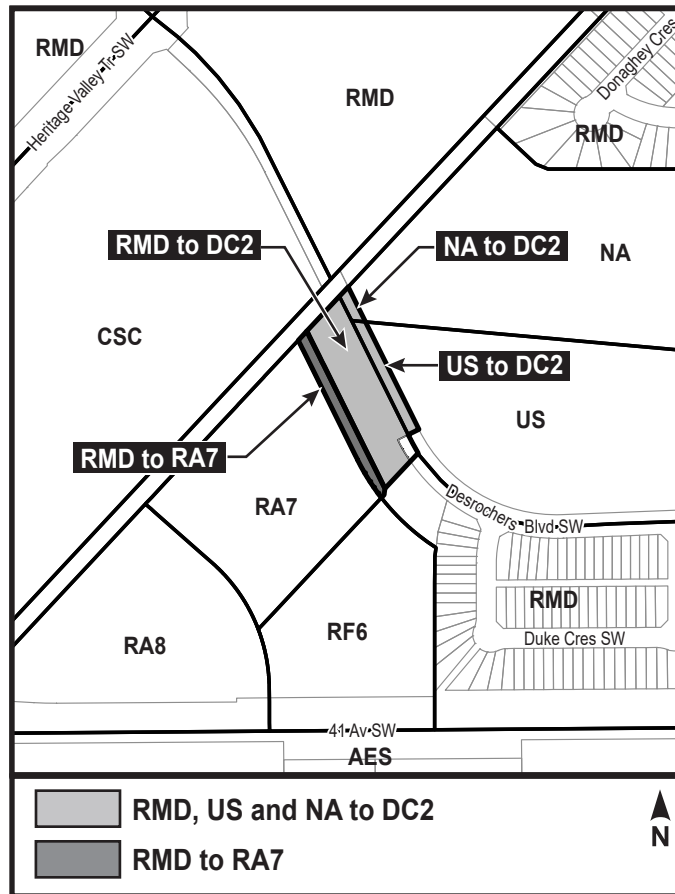 RMD
Heritage Valley Tr SW
RMD
Donaghey Cres
RMD
RMD to DC2
NA to DC2
NA
CSC
US to DC2
US
RMD to RA7
RA7
Desrochers Blvd SW
RMD
RF6
RA8
Duke Cres SW
41 Av SW
AES
RMD, US and NA to DC2
RMD to RA7
N